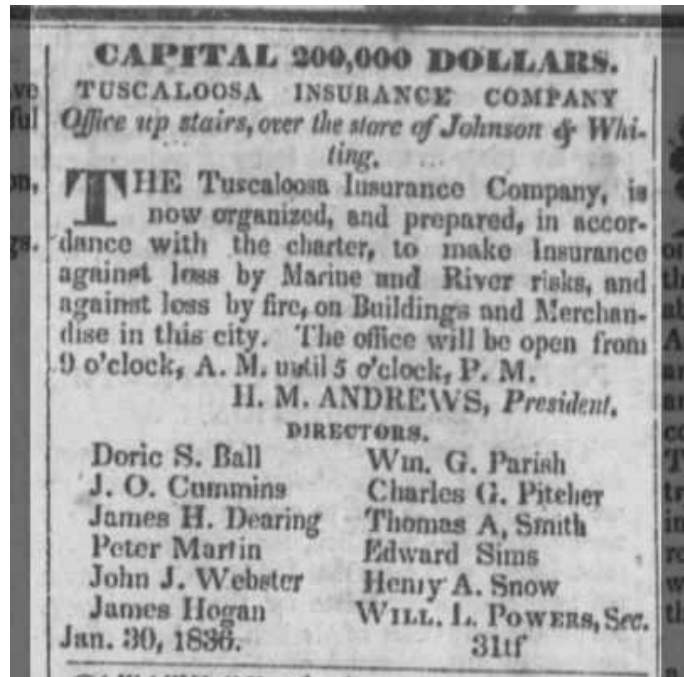 CAPITAL 200,000 DOLLARS.
TUSCALOOSA INSURANCE COMPANY
Office up stairs, over the store of Johnson & Whi-
ting.
THE Tuscaloosa Insurance Company, is
now organized, and prepared, in accor-
dance with the charter, to make Insurance
against loss by Marine and River risks, and
against loss by fire, on Buildings and Merchan-
dise in this city. The office will be open from
9 o'clock, A. M. until 5 o'clock, P. M.
H. M. ANDREWS, President.
DIRECTORS.
Doric S. Ball Wm. G. Parish
J. O. Cummins Charles G. Pitcher
James H. Dearing Thomas A, Smith
Peter Martin Edward Sims
John J. Webster Henry A. Snow
James Hogan WILL. L. POWERS, Sec.
Jan. 30, 1836. 31tf